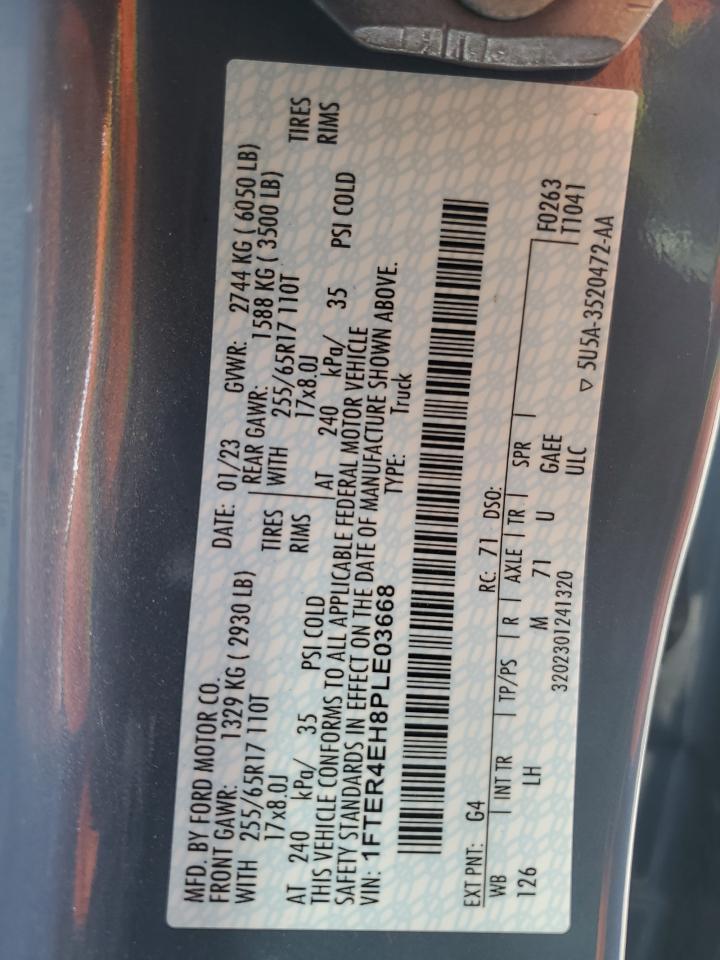 MFD. BY FORD MOTOR CO. DATE: 01/23 GVWR: 2744 KG ( 6050 LB)
FRONT GAWR: 1329 KG ( 2930 LB) REAR GAWR: 1588 KG ( 3500 LB)
WITH 255/65R17 110T TIRES WITH 255/65R17 110T TIRES
17x8.0J RIMS 17x8.0J RIMS
AT 240 kPa/ 35 PSI COLD AT 240 kPa/ 35 PSI COLD
THIS VEHICLE CONFORMS TO ALL APPLICABLE FEDERAL MOTOR VEHICLE
SAFETY STANDARDS IN EFFECT ON THE DATE OF MANUFACTURE SHOWN ABOVE.
VIN: 1FTER4EH8PLE03668 TYPE: Truck
EXT PNT: G4 RC: 71 DSO:
WB INT TR TP/PS R AXLE TR SPR F0263
126 LH M 71 U GAEE T1041
3202301241320 ULC
▽ 5U5A-3520472-AA